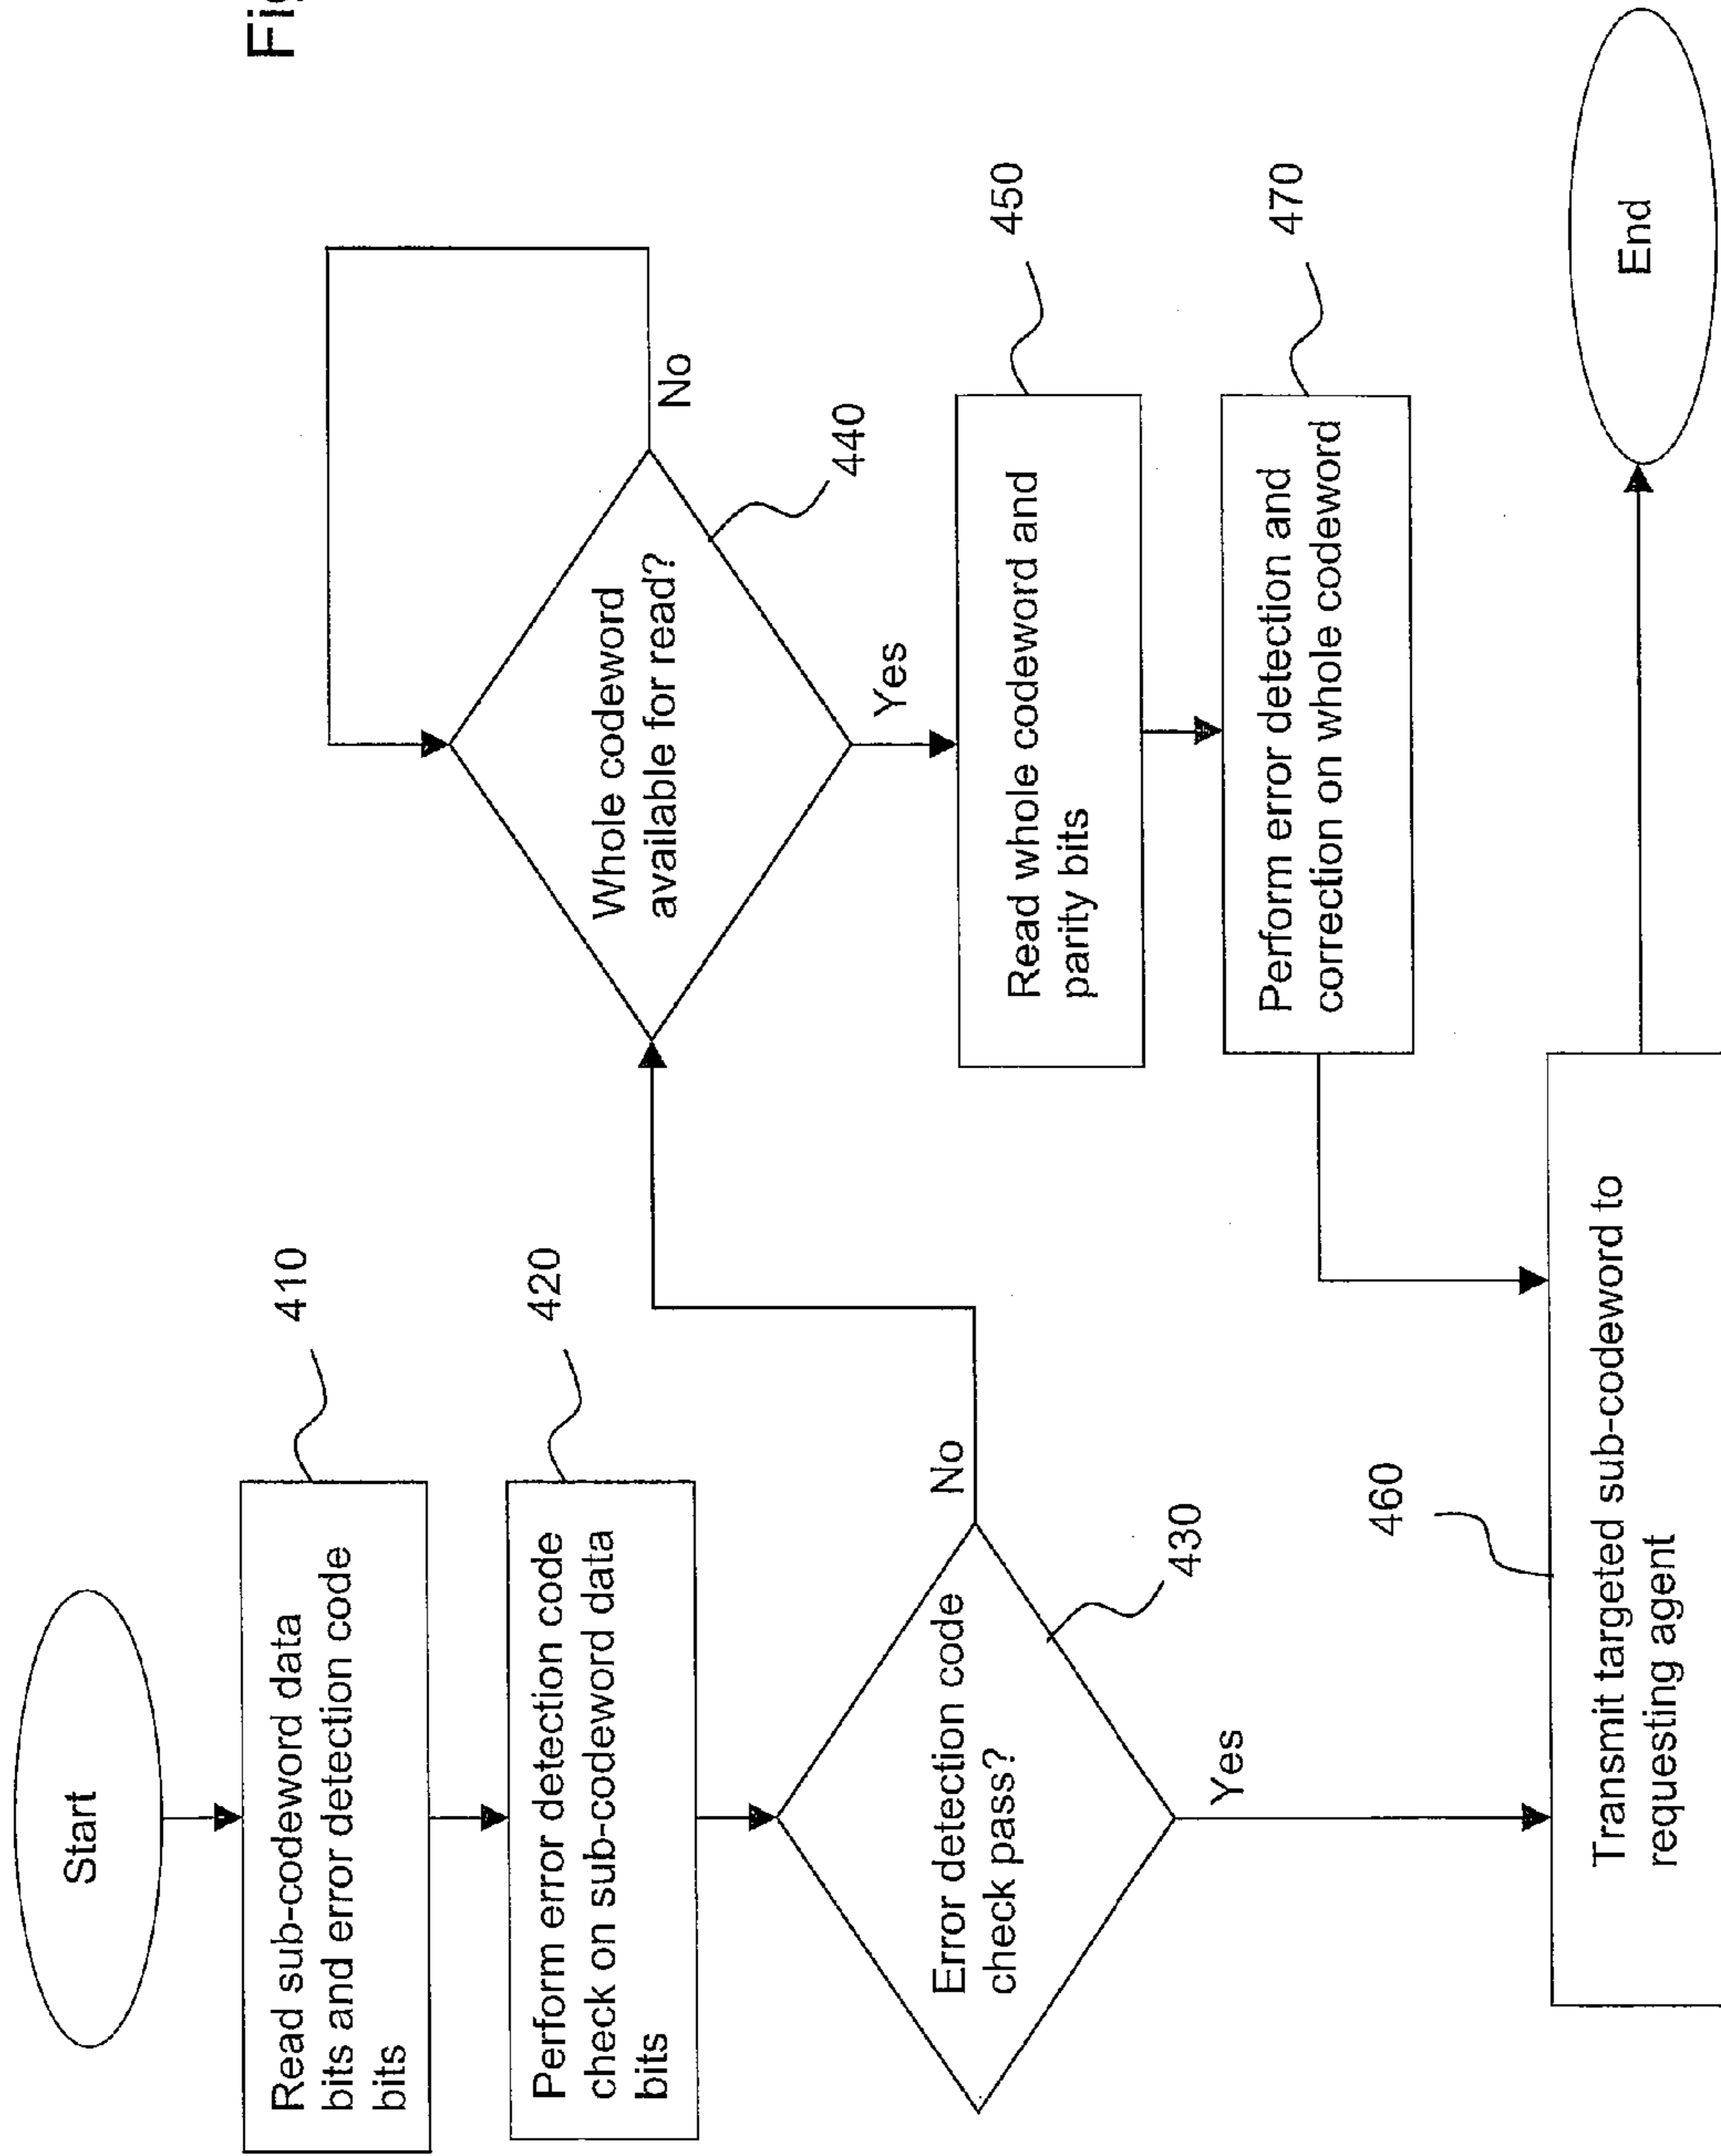 Start
Read sub-codeword data
bits and error detection code
bits
410
Perform error detection code
check on sub-codeword data
bits
420
Error detection code
check pass?
430
No
Yes
Whole codeword
available for read?
440
No
Yes
Read whole codeword and
parity bits
450
Perform error detection and
correction on whole codeword
470
460
Transmit targeted sub-codeword to
requesting agent
End